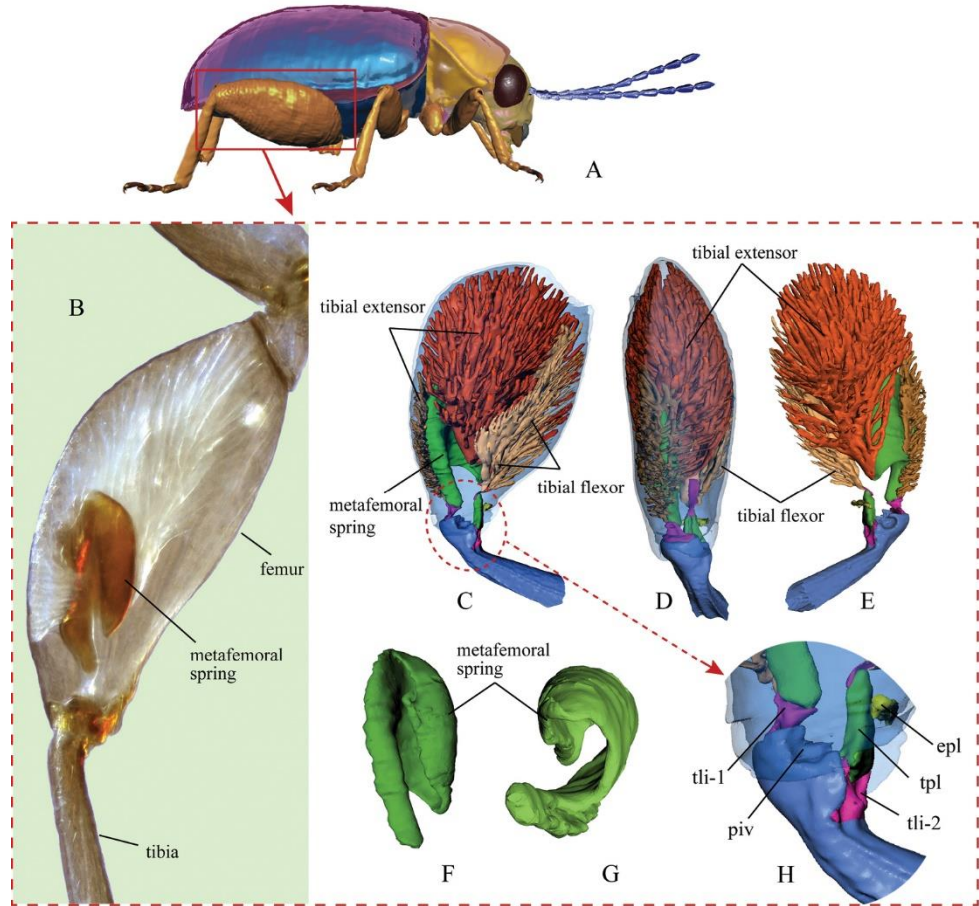 A
B
femur
metafemoral
spring
tibia
tibial extensor
metafemoral
spring
tibial flexor
C
tibial extensor
tibial flexor
D
E
metafemoral
spring
F
G
tli-1
piv
epl
tpl
tli-2
H